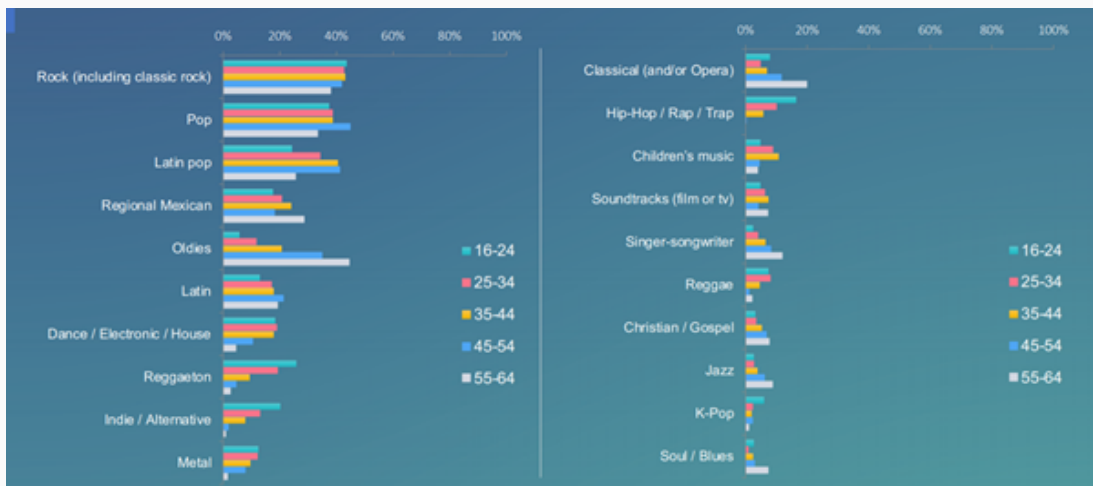 0% 20% 40% 60% 80% 100%
Rock (including classic rock)
Pop
Latin pop
Regional Mexican
Oldies
Latin
Dance / Electronic / House
Reggaeton
Indie / Alternative
Metal
16-24
25-34
35-44
45-54
55-64
0% 20% 40% 60% 80% 100%
Classical (and/or Opera)
Hip-Hop / Rap / Trap
Children's music
Soundtracks (film or tv)
Singer-songwriter
Reggae
Christian / Gospel
Jazz
K-Pop
Soul / Blues
16-24
25-34
35-44
45-54
55-64